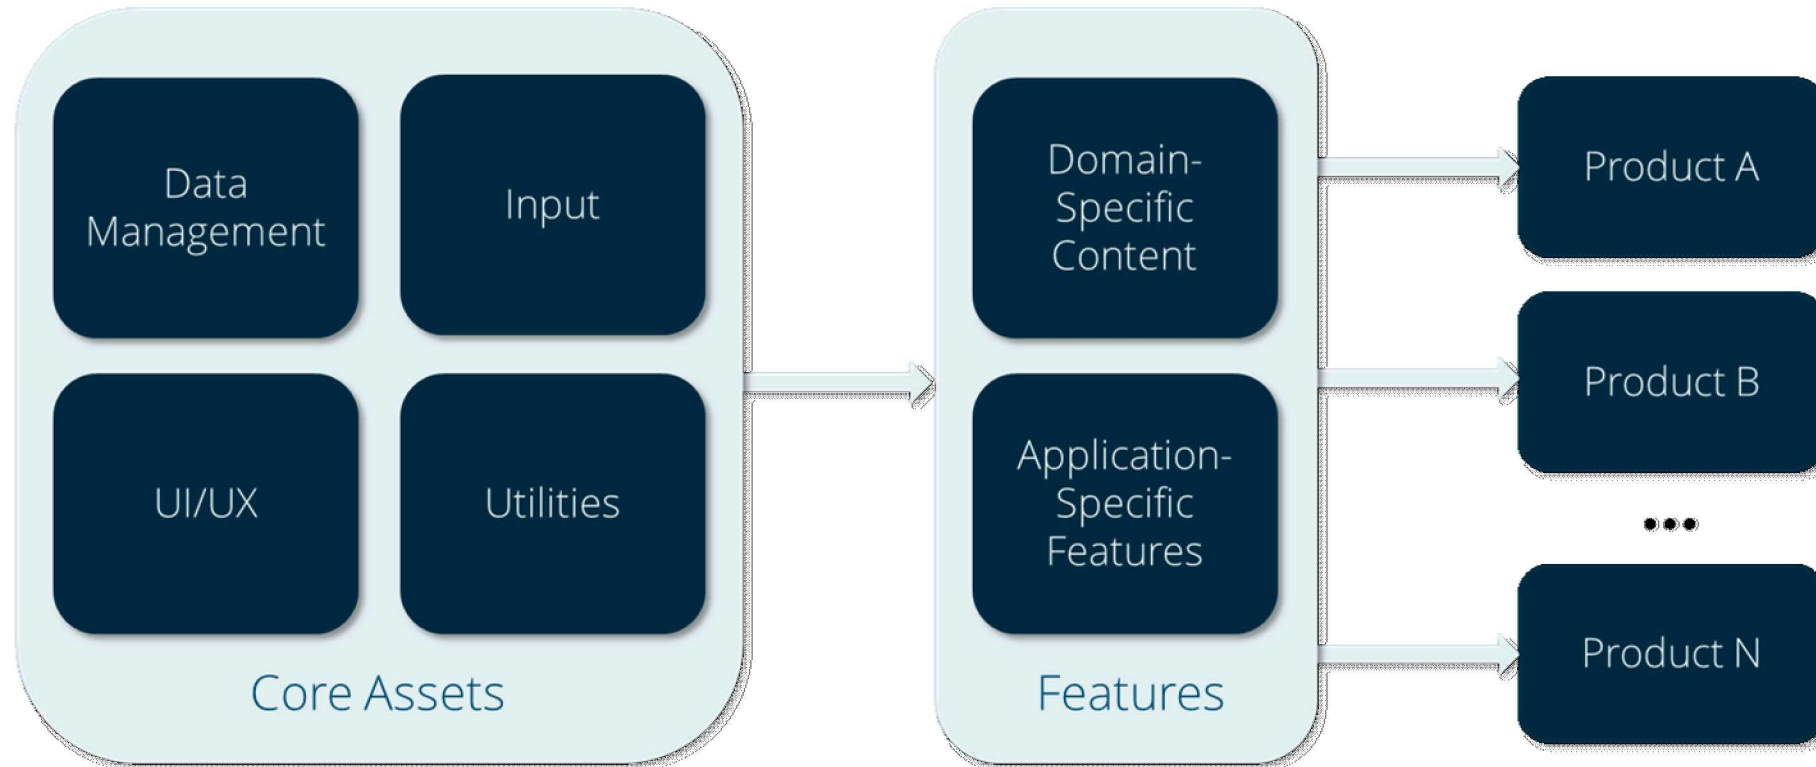 Data
Management
Input
UI/UX
Utilities
Core Assets
Domain-
Specific
Content
Application-
Specific
Features
Features
Product A
Product B
•••
Product N